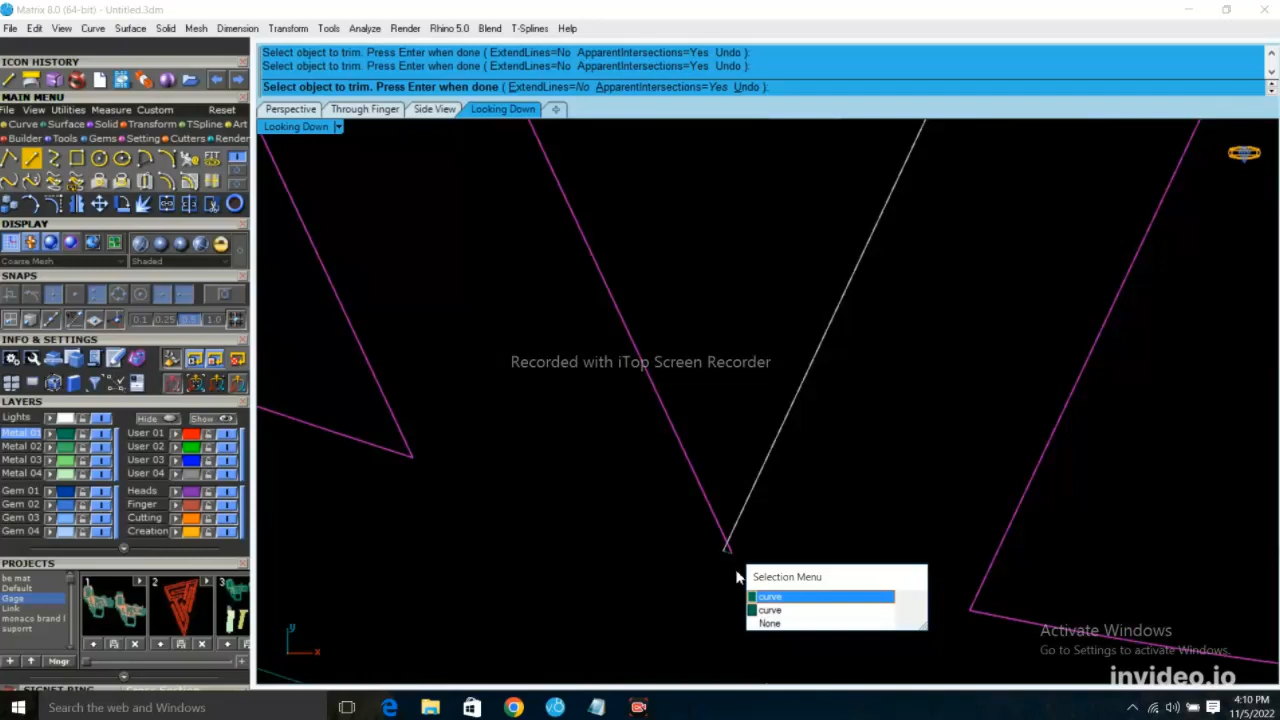 Matrix 8.0 (64-bit) - Untitled.3dm
File Edit View Curve Surface Solid Mesh Dimension Transform Tools Analyze Render Rhino 5.0 Blend T-Splines Help
ICON HISTORY
Select object to trim. Press Enter when done ( ExtendLines=No ApparentIntersections=Yes Undo ):
Select object to trim. Press Enter when done ( ExtendLines=No ApparentIntersections=Yes Undo ):
Select object to trim. Press Enter when done ( ExtendLines=No ApparentIntersections=Yes Undo ):
MAIN MENU
File View Utilities Measure Custom Reset
Curve Surface Solid Transform TSpline Art
Builder Tools Gems Setting Cutters Render
Perspective Through Finger Side View Looking Down
Looking Down
FIT
DISPLAY
Coarse Mesh Shaded
SNAPS
0.1 0.25 0.5 1.0
INFO & SETTINGS
LAYERS
Lights Hide Show
Metal 01 User 01
Metal 02 User 02
Metal 03 User 03
Metal 04 User 04
Gem 01 Heads
Gem 02 Finger
Gem 03 Cutting
Gem 04 Creation
PROJECTS
be mat
Default
Gage
Link
monaco brand l
suporrt
1 2 3
Mngr
Recorded with iTop Screen Recorder
Selection Menu
curve
curve
None
y
x
Activate Windows
Go to Settings to activate Windows.
invideo.io
Search the web and Windows
4:10 PM
11/5/2022